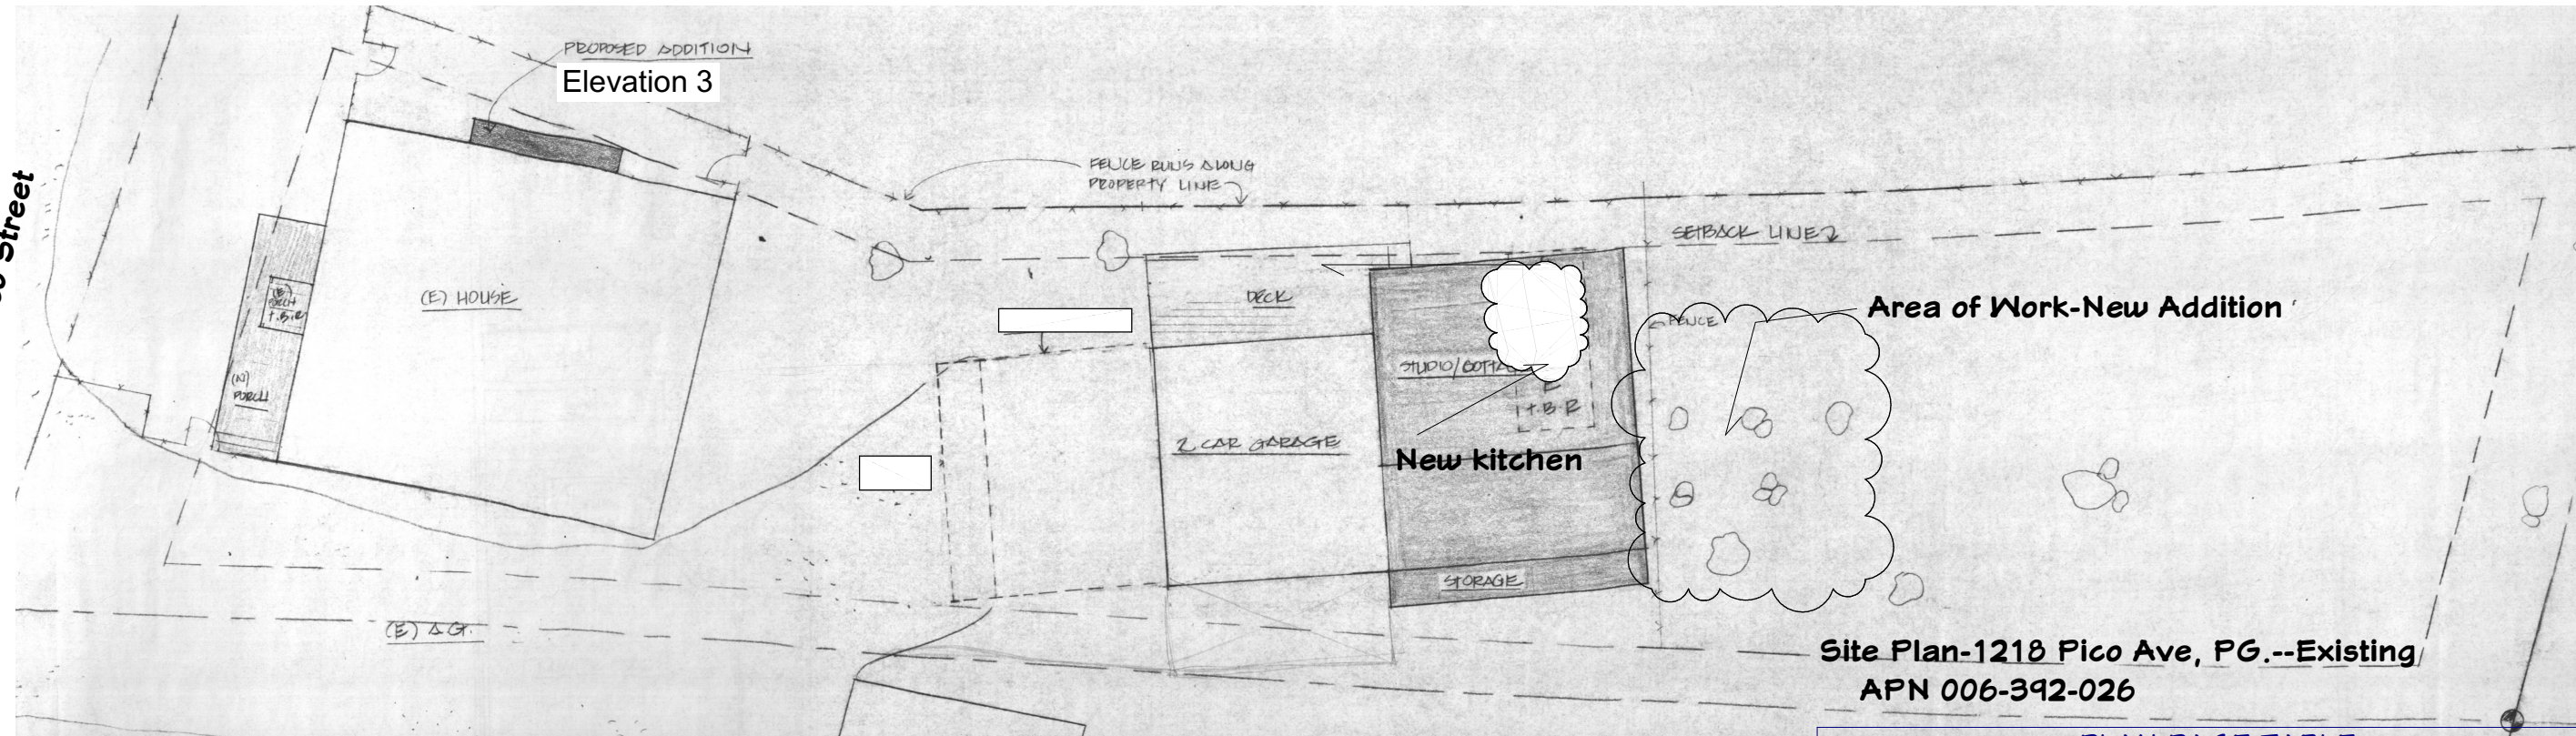 PROPOSED ADDITION
Elevation 3
Street
FENCE RUNS ALONG
PROPERTY LINE
SETBACK LINE
(E) HOUSE
(E)
PORCH
T.B.R
(N)
PORCH
DECK
FENCE
Area of Work-New Addition
STUDIO/COTTA
T.B.R
2 CAR GARAGE
New kitchen
STORAGE
(E) A.G.
Site Plan-1218 Pico Ave, PG.--Existing
APN 006-392-026